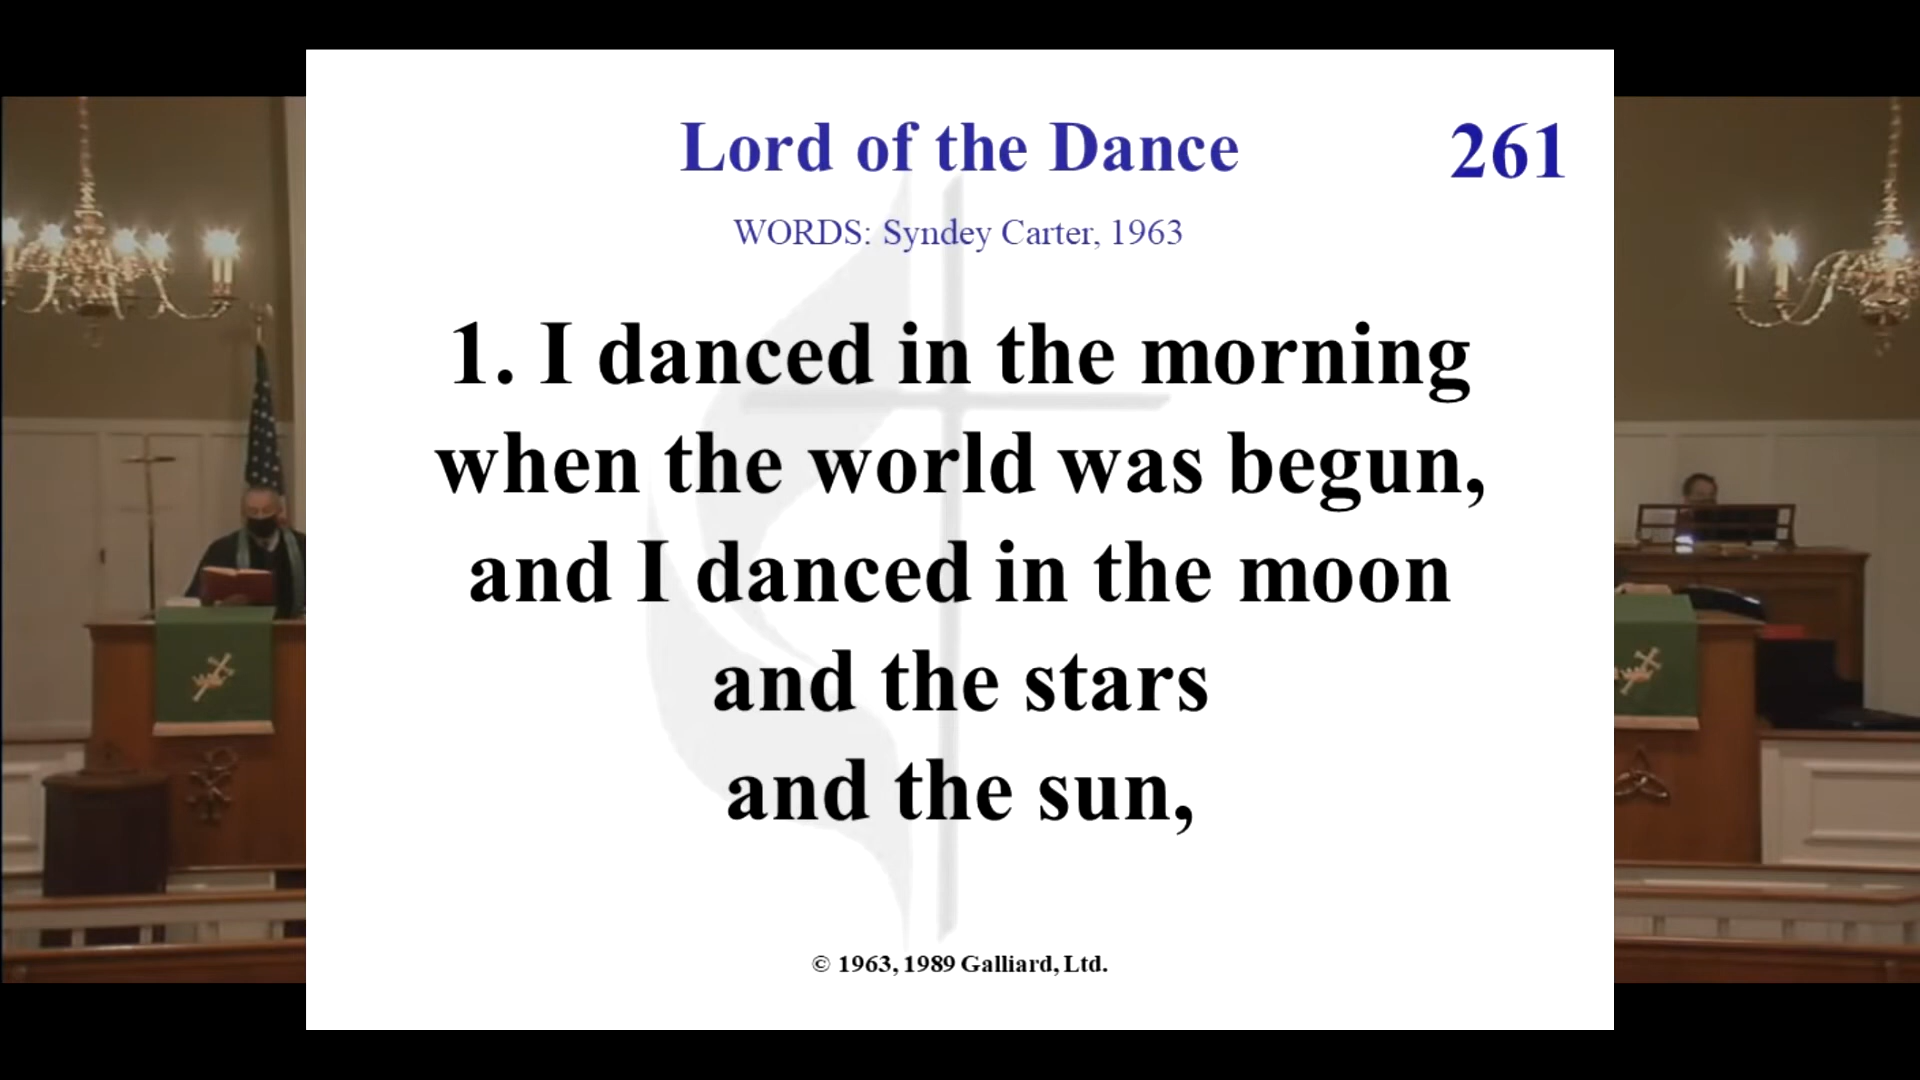 Lord of the Dance
261
WORDS: Syndey Carter, 1963
1. I danced in the morning
when the world was begun,
and I danced in the moon
and the stars
and the sun,
© 1963, 1989 Galliard, Ltd.